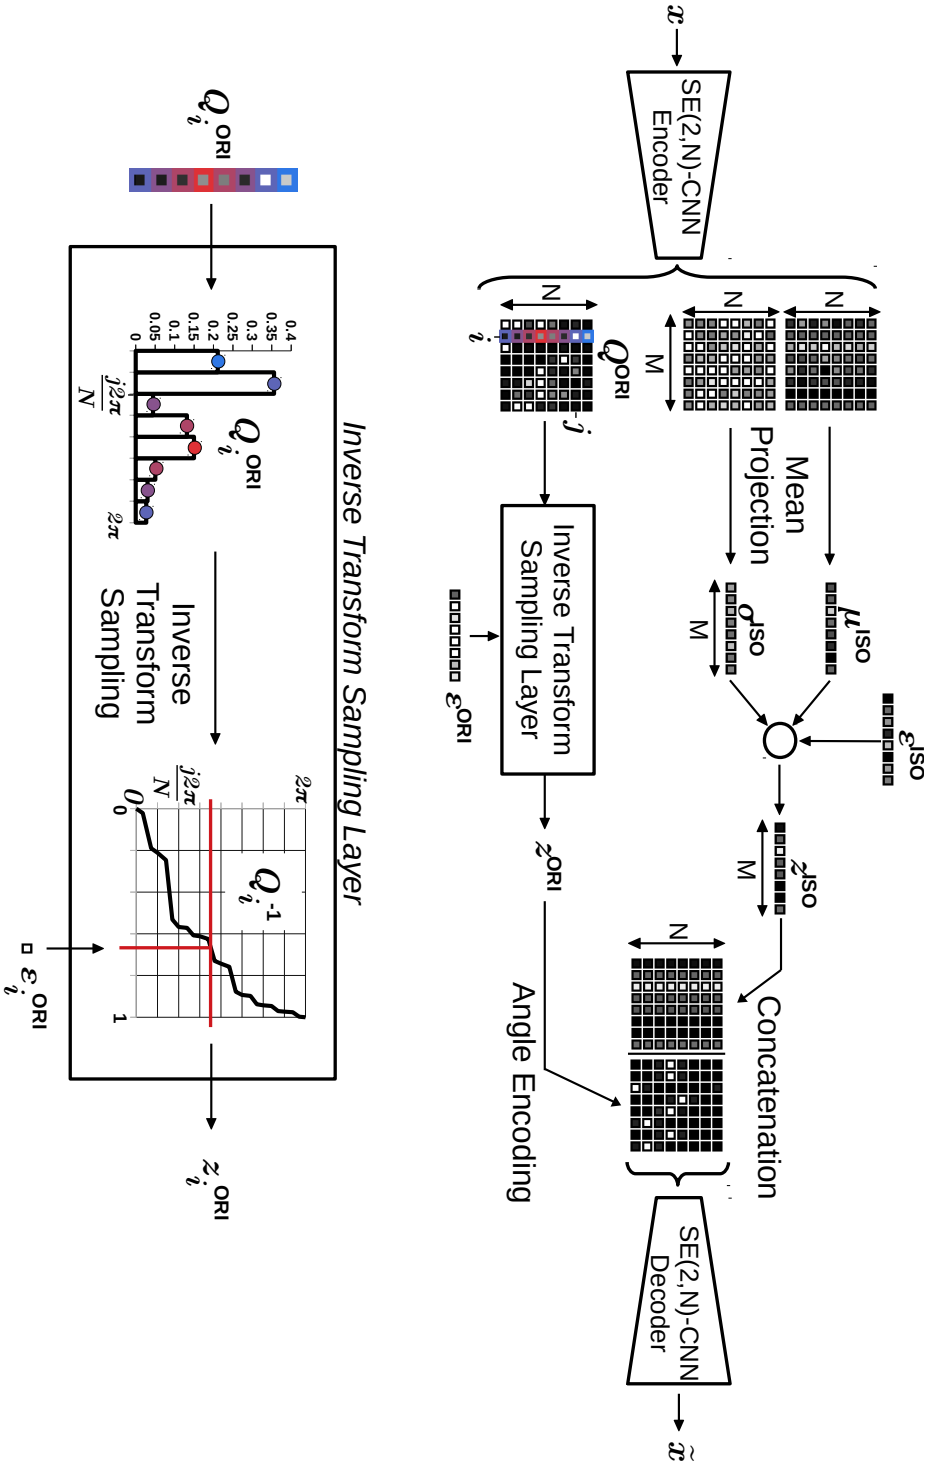 x
SE(2,N)-CNN
Encoder
N
N
M
N
i
j
Q_i^ORI
Mean
Projection
μ^ISO
σ^ISO
M
ε^ISO
z^ISO
M
Inverse Transform
Sampling Layer
ε^ORI
z^ORI
Concatenation
Angle Encoding
N
SE(2,N)-CNN
Decoder
x̃
Inverse Transform Sampling Layer
Q_i^ORI
0.4
0.35
0.3
0.25
0.2
0.15
0.1
0.05
0
j2π
N
2π
Q_i^ORI
Inverse
Transform
Sampling
2π
j2π
N
0
0
1
Q_i^-1
ε_i^ORI
z_i^ORI